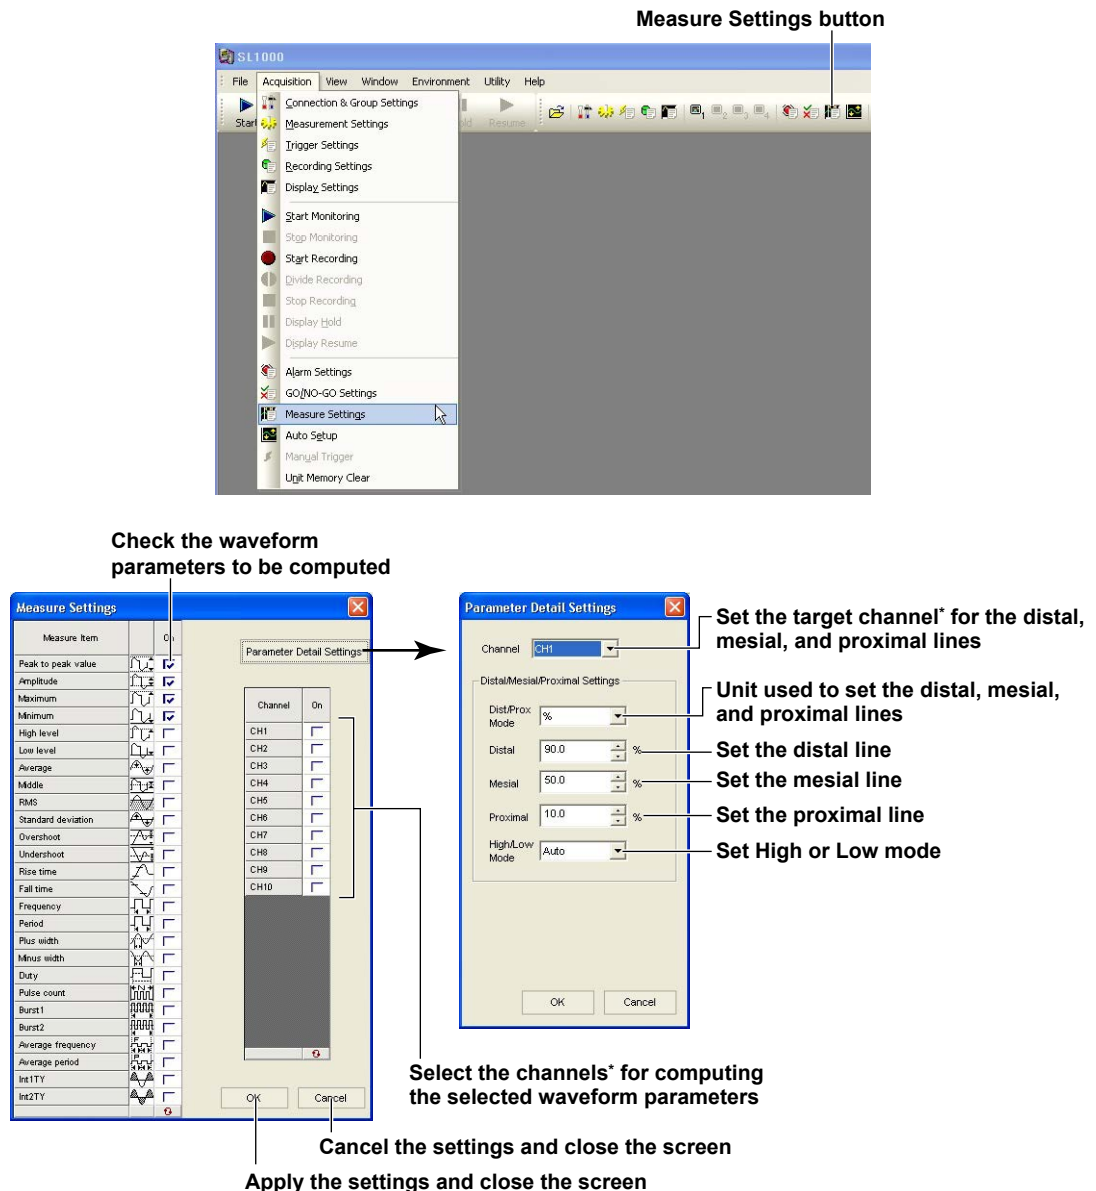 Measure Settings button
SL1000
File Acquisition View Window Environment Utility Help
Connection & Group Settings
Start
Resume
Measurement Settings
Trigger Settings
Recording Settings
Display Settings
Start Monitoring
Stop Monitoring
Start Recording
Divide Recording
Stop Recording
Display Hold
Display Resume
Alarm Settings
GO/NO-GO Settings
Measure Settings
Auto Setup
Manual Trigger
Unit Memory Clear
Check the waveform
parameters to be computed
Measure Settings
Measure Item On
Peak to peak value
Amplitude
Maximum
Minimum
High level
Low level
Average
Middle
RMS
Standard deviation
Overshoot
Undershoot
Rise time
Fall time
Frequency
Period
Plus width
Minus width
Duty
Pulse count
Burst1
Burst2
Average frequency
Average period
Int1TY
Int2TY
Parameter Detail Settings
Channel On
CH1
CH2
CH3
CH4
CH5
CH6
CH7
CH8
CH9
CH10
OK Cancel
Parameter Detail Settings
Channel CH1
Distal/Mesial/Proximal Settings
Dist/Prox
Mode
%
Distal 90.0 %
Mesial 50.0 %
Proximal 10.0 %
High/Low
Mode
Auto
OK Cancel
Set the target channel* for the distal,
mesial, and proximal lines
Unit used to set the distal, mesial,
and proximal lines
Set the distal line
Set the mesial line
Set the proximal line
Set High or Low mode
Select the channels* for computing
the selected waveform parameters
Cancel the settings and close the screen
Apply the settings and close the screen